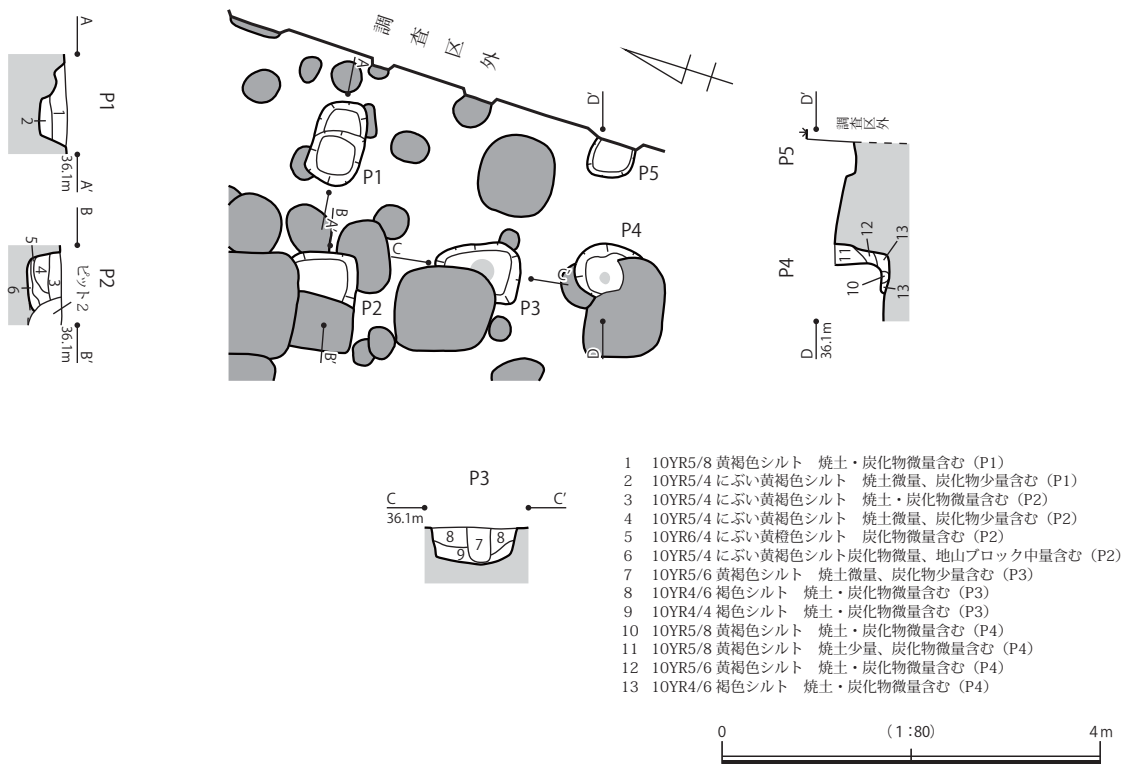 調査区外
A
A'
B
B'
C
C'
D
D'
P1
P2
P3
P4
P5
A
P1
1
2
36.1m
A'
B
P2
ピット2
3
4
5
6
36.1m
B'
D'
調査区外
P5
P4
10
11
12
13
13
D
36.1m
P3
C
36.1m
C'
8
7
8
9
1 10YR5/8 黄褐色シルト 焼土・炭化物微量含む（P1）
2 10YR5/4 にぶい黄褐色シルト 焼土微量、炭化物少量含む（P1）
3 10YR5/4 にぶい黄褐色シルト 焼土・炭化物微量含む（P2）
4 10YR5/4 にぶい黄褐色シルト 焼土微量、炭化物少量含む（P2）
5 10YR6/4 にぶい黄橙色シルト 炭化物微量含む（P2）
6 10YR5/4 にぶい黄褐色シルト炭化物微量、地山ブロック中量含む（P2）
7 10YR5/6 黄褐色シルト 焼土微量、炭化物少量含む（P3）
8 10YR4/6 褐色シルト 焼土・炭化物微量含む（P3）
9 10YR4/4 褐色シルト 焼土・炭化物微量含む（P3）
10 10YR5/8 黄褐色シルト 焼土・炭化物微量含む（P4）
11 10YR5/8 黄褐色シルト 焼土少量、炭化物微量含む（P4）
12 10YR5/6 黄褐色シルト 焼土・炭化物微量含む（P4）
13 10YR4/6 褐色シルト 焼土・炭化物微量含む（P4）
0 （1:80） 4m